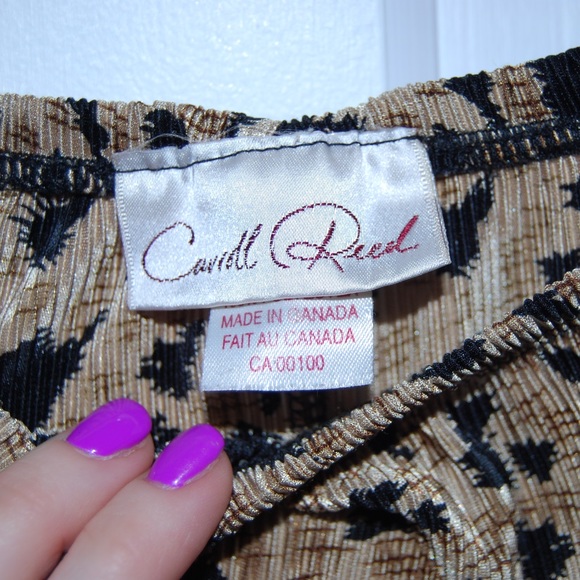 Carroll Reed
MADE IN CANADA
FAIT AU CANADA
CA 00100